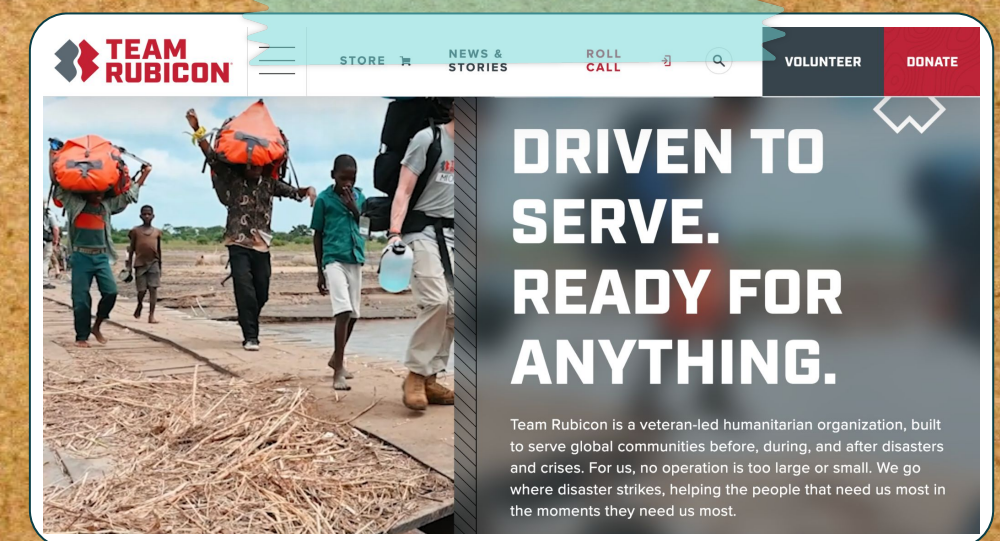 TEAM
RUBICON
STORE
NEWS &
STORIES
ROLL
CALL
VOLUNTEER
DONATE
DRIVEN TO
SERVE.
READY FOR
ANYTHING.
Team Rubicon is a veteran-led humanitarian organization, built
to serve global communities before, during, and after disasters
and crises. For us, no operation is too large or small. We go
where disaster strikes, helping the people that need us most in
the moments they need us most.